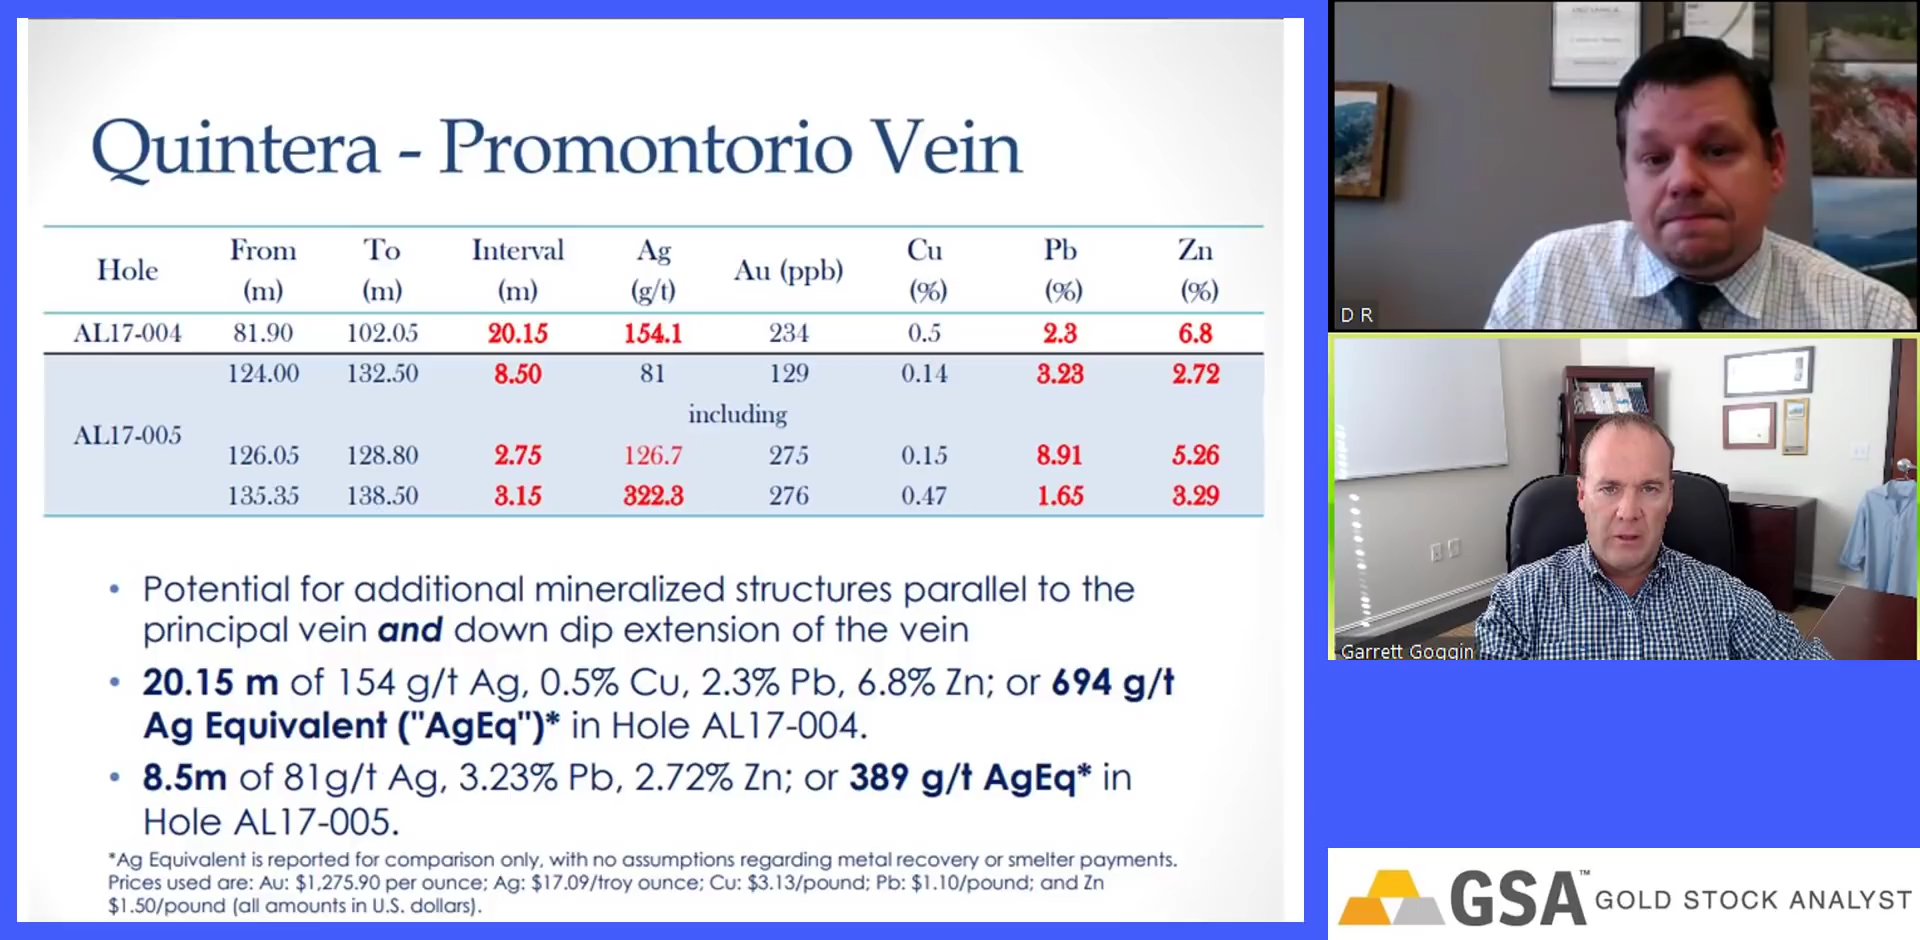 Quintera - Promontorio Vein
Hole From (m) To (m) Interval (m) Ag (g/t) Au (ppb) Cu (%) Pb (%) Zn (%)
AL17-004 81.90 102.05 20.15 154.1 234 0.5 2.3 6.8
124.00 132.50 8.50 81 129 0.14 3.23 2.72
including
AL17-005
126.05 128.80 2.75 126.7 275 0.15 8.91 5.26
135.35 138.50 3.15 322.3 276 0.47 1.65 3.29
• Potential for additional mineralized structures parallel to the
principal vein and down dip extension of the vein
• 20.15 m of 154 g/t Ag, 0.5% Cu, 2.3% Pb, 6.8% Zn; or 694 g/t
Ag Equivalent ("AgEq")* in Hole AL17-004.
• 8.5m of 81g/t Ag, 3.23% Pb, 2.72% Zn; or 389 g/t AgEq* in
Hole AL17-005.
*Ag Equivalent is reported for comparison only, with no assumptions regarding metal recovery or smelter payments.
Prices used are: Au: $1,275.90 per ounce; Ag: $17.09/troy ounce; Cu: $3.13/pound; Pb: $1.10/pound; and Zn
$1.50/pound (all amounts in U.S. dollars).
D R
Garrett Goggin
GSA™ GOLD STOCK ANALYST